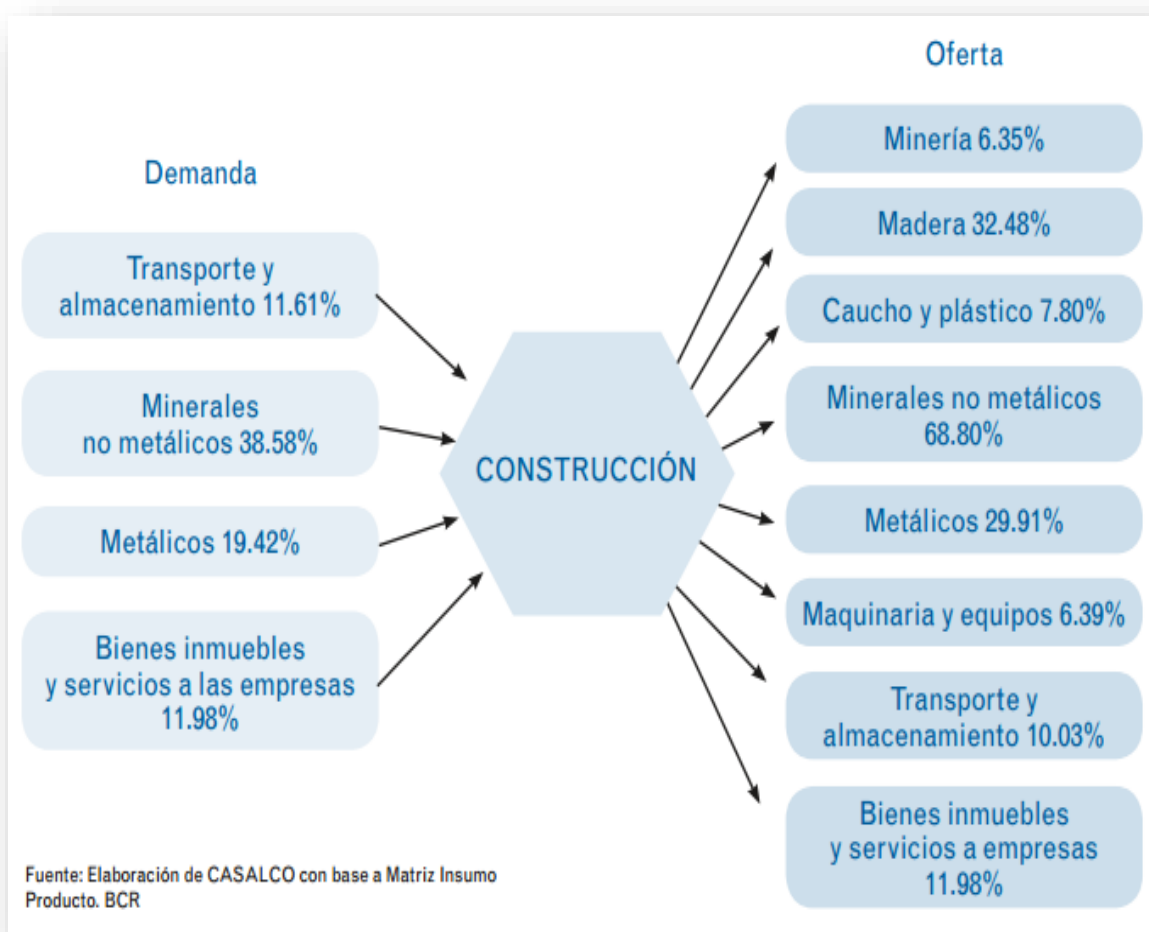 Demanda
Transporte y
almacenamiento 11.61%
Minerales
no metálicos 38.58%
Metálicos 19.42%
Bienes inmuebles
y servicios a las empresas
11.98%
CONSTRUCCIÓN
Oferta
Minería 6.35%
Madera 32.48%
Caucho y plástico 7.80%
Minerales no metálicos
68.80%
Metálicos 29.91%
Maquinaria y equipos 6.39%
Transporte y
almacenamiento 10.03%
Bienes inmuebles
y servicios a empresas
11.98%
Fuente: Elaboración de CASALCO con base a Matriz Insumo
Producto. BCR